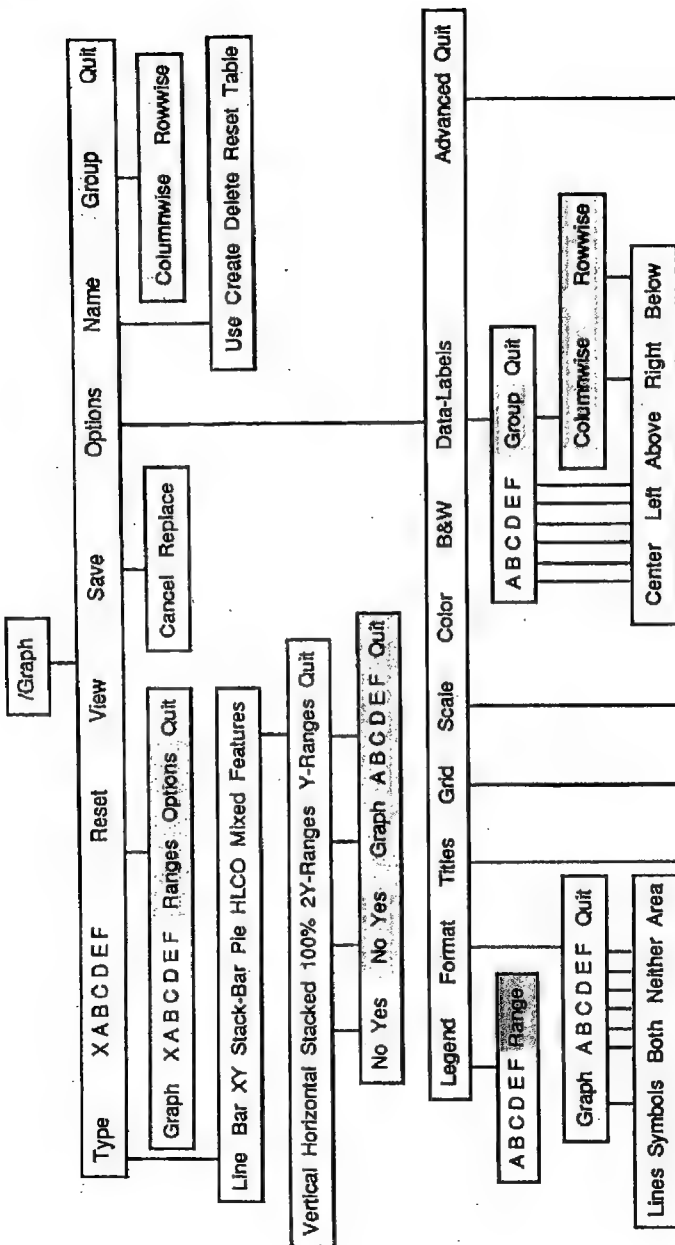 /Graph
Type X A B C D E F Reset View Save Options Name Group Quit
Graph X A B C D E F Ranges Options Quit
Cancel Replace
Columnwise Rowwise
Line Bar XY Stack-Bar Pie HLCO Mixed Features
Use Create Delete Reset Table
Vertical Horizontal Stacked 100% 2Y-Ranges Y-Ranges Quit
No Yes No Yes Graph A B C D E F Quit
Legend Format Titles Grid Scale Color B&W Data-Labels Advanced Quit
A B C D E F Range
Graph A B C D E F Quit
A B C D E F Group Quit
Columnwise Rowwise
Lines Symbols Both Neither Area
Center Left Above Right Below